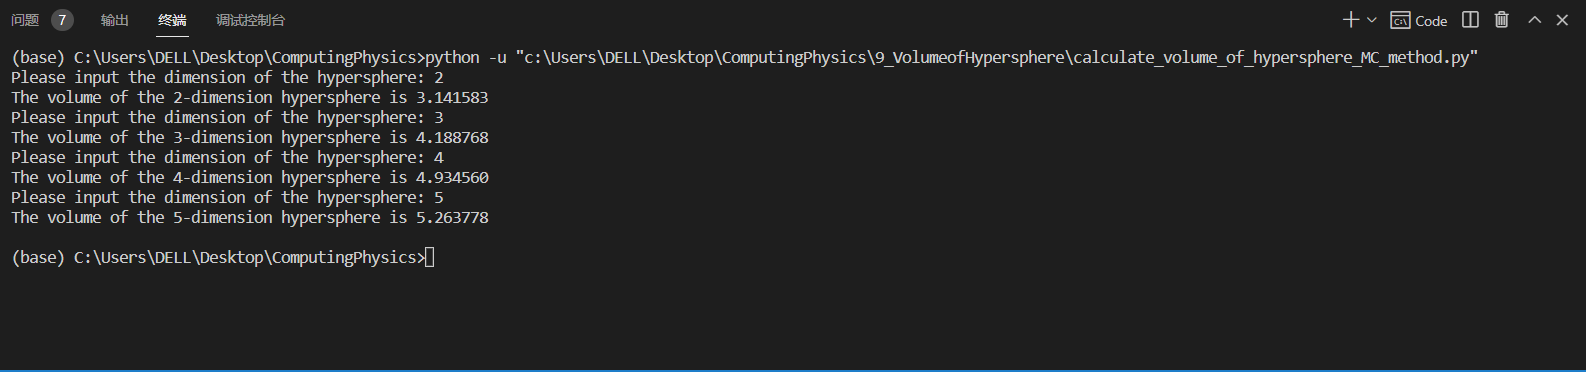 问题 7 输出 终端 调试控制台 Code
(base) C:\Users\DELL\Desktop\ComputingPhysics>python -u "c:\Users\DELL\Desktop\ComputingPhysics\9_VolumeofHypersphere\calculate_volume_of_hypersphere_MC_method.py"
Please input the dimension of the hypersphere: 2
The volume of the 2-dimension hypersphere is 3.141583
Please input the dimension of the hypersphere: 3
The volume of the 3-dimension hypersphere is 4.188768
Please input the dimension of the hypersphere: 4
The volume of the 4-dimension hypersphere is 4.934560
Please input the dimension of the hypersphere: 5
The volume of the 5-dimension hypersphere is 5.263778
(base) C:\Users\DELL\Desktop\ComputingPhysics>